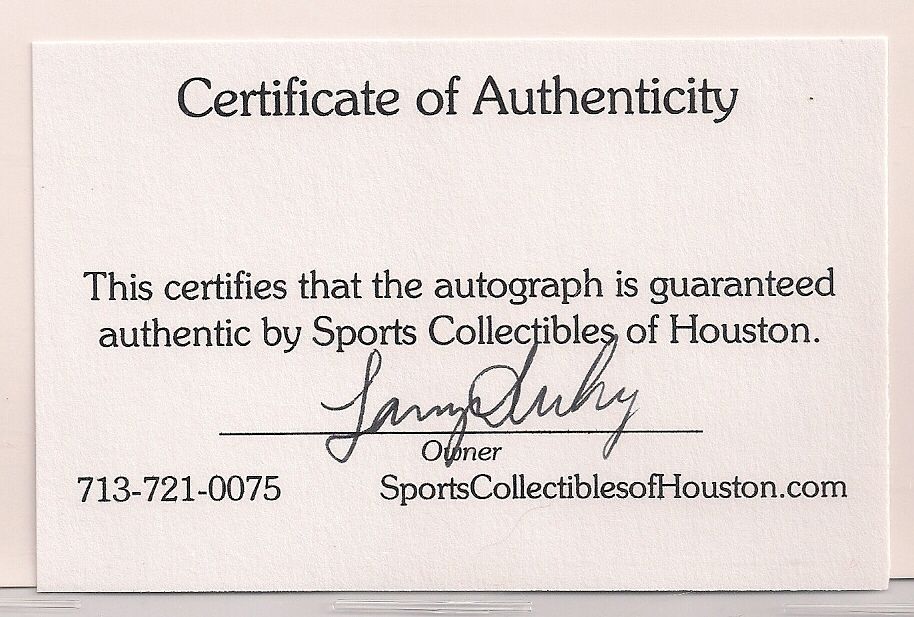 Certificate of Authenticity
This certifies that the autograph is guaranteed
authentic by Sports Collectibles of Houston.
Larry
Owner
713-721-0075 SportsCollectiblesofHouston.com